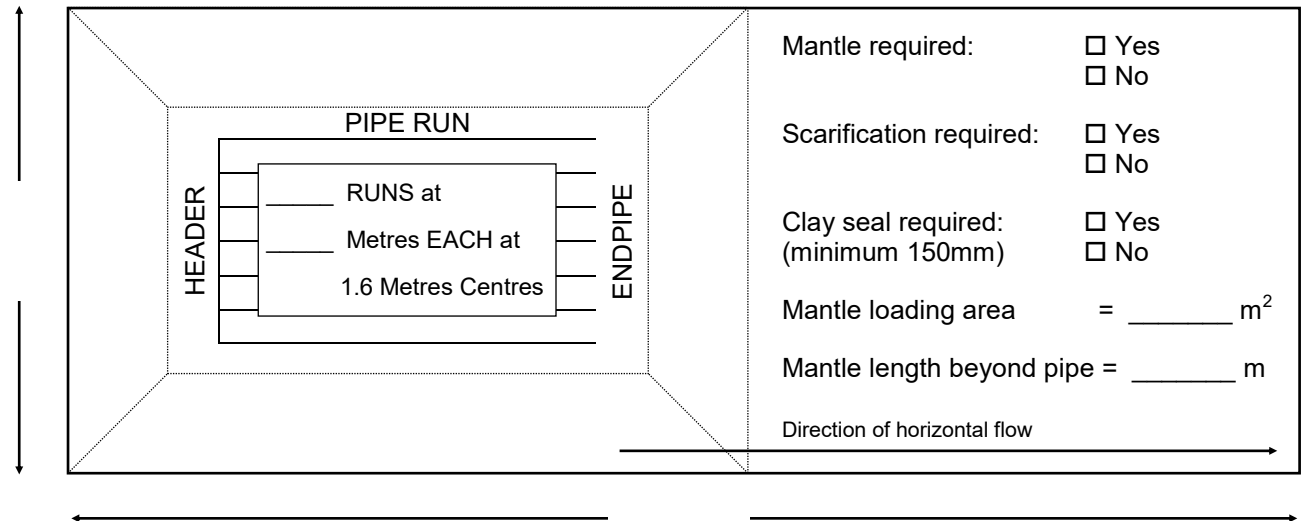 PIPE RUN
HEADER
_____ RUNS at
_____ Metres EACH at
1.6 Metres Centres
ENDPIPE
Mantle required: ☐ Yes
☐ No
Scarification required: ☐ Yes
☐ No
Clay seal required: ☐ Yes
(minimum 150mm) ☐ No
Mantle loading area = _______ m²
Mantle length beyond pipe = _______ m
Direction of horizontal flow